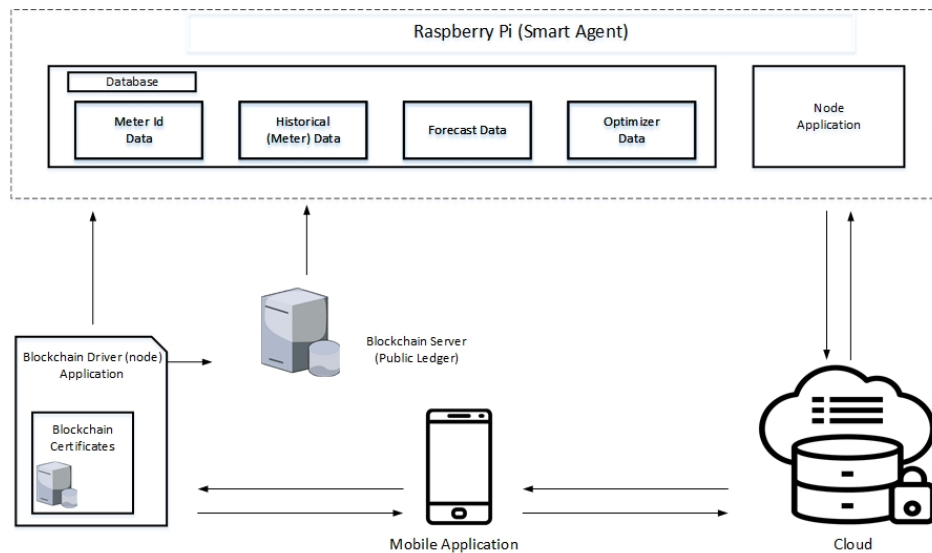 Raspberry Pi (Smart Agent)
Database
Meter Id
Data
Historical
(Meter) Data
Forecast Data
Optimizer
Data
Node
Application
Blockchain Server
(Public Ledger)
Blockchain Driver (node)
Application
Blockchain
Certificates
Mobile Application
Cloud